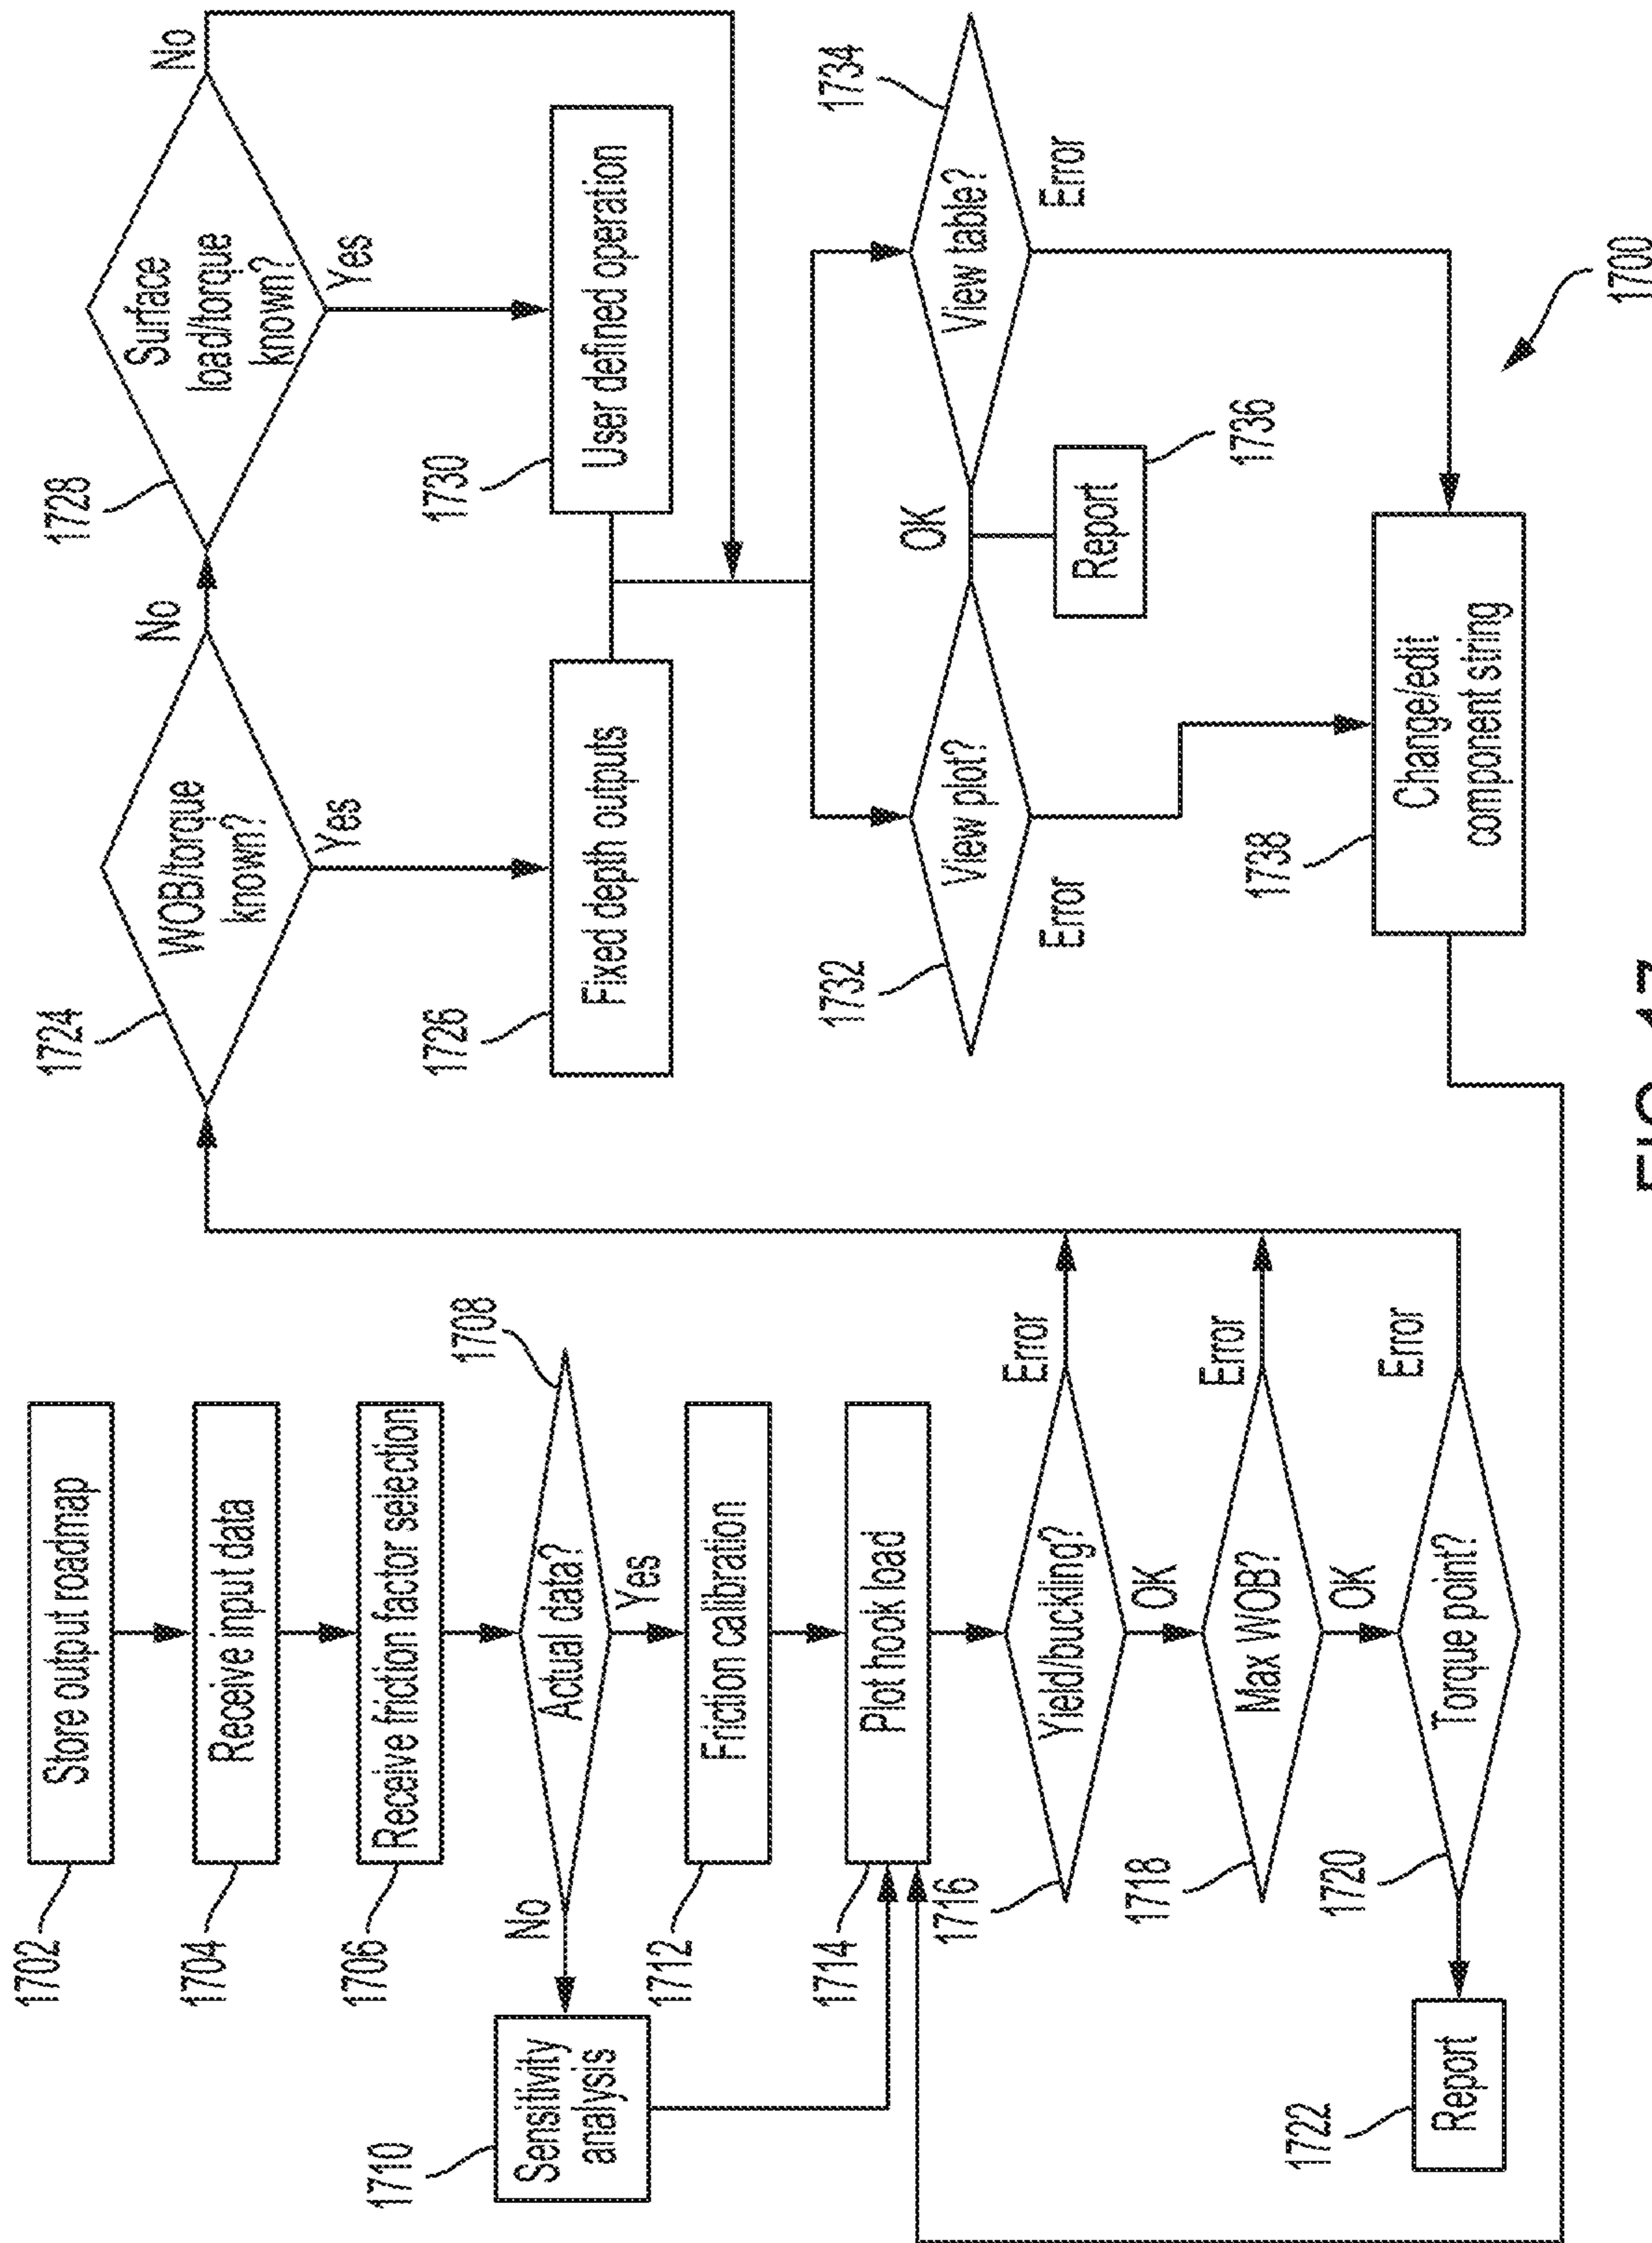 1702
Store output roadmap
1704
Receive input data
1706
Receive friction factor selection
1708
Actual data?
No
Yes
1710
Sensitivity
analysis
1712
Friction calibration
1714
Plot hook load
1716
Yield/bucking?
Error
OK
1718
Max WOB?
Error
OK
1720
Torque point?
Error
1722
Report
1724
WOB/torque
known?
No
Yes
1726
Fixed depth outputs
1728
Surface
load/torque
known?
No
Yes
1730
User defined operation
1732
View plot?
Error
OK
1734
View table?
Error
1736
Report
1738
Change/edit
component string
1700
FIG. 17